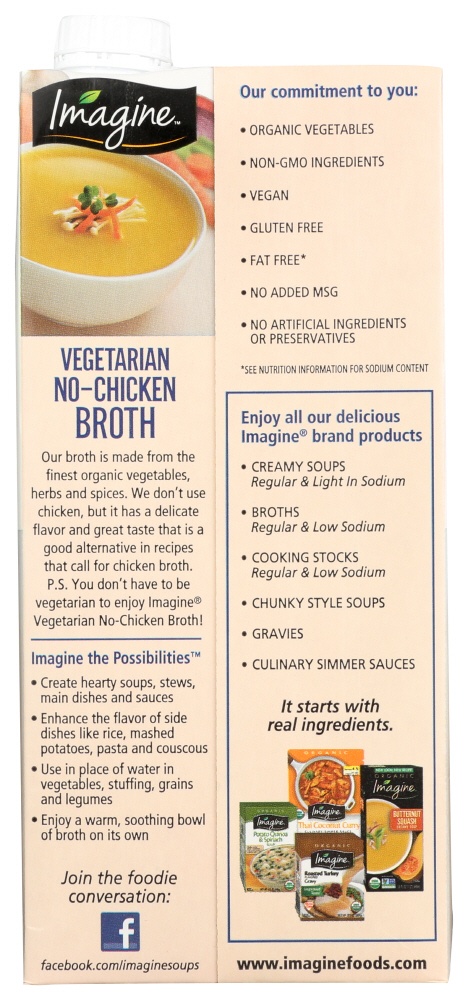 Imagine™
VEGETARIAN
NO-CHICKEN
BROTH
Our broth is made from the
finest organic vegetables,
herbs and spices. We don't use
chicken, but it has a delicate
flavor and great taste that is a
good alternative in recipes
that call for chicken broth.
P.S. You don't have to be
vegetarian to enjoy Imagine®
Vegetarian No-Chicken Broth!
Imagine the Possibilities™
• Create hearty soups, stews,
main dishes and sauces
• Enhance the flavor of side
dishes like rice, mashed
potatoes, pasta and couscous
• Use in place of water in
vegetables, stuffing, grains
and legumes
• Enjoy a warm, soothing bowl
of broth on its own
Join the foodie
conversation:
f
facebook.com/imaginesoups
Our commitment to you:
• ORGANIC VEGETABLES
• NON-GMO INGREDIENTS
• VEGAN
• GLUTEN FREE
• FAT FREE*
• NO ADDED MSG
• NO ARTIFICIAL INGREDIENTS
OR PRESERVATIVES
*SEE NUTRITION INFORMATION FOR SODIUM CONTENT
Enjoy all our delicious
Imagine® brand products
• CREAMY SOUPS
Regular & Light In Sodium
• BROTHS
Regular & Low Sodium
• COOKING STOCKS
Regular & Low Sodium
• CHUNKY STYLE SOUPS
• GRAVIES
• CULINARY SIMMER SAUCES
It starts with
real ingredients.
ORGANIC
Imagine
Thai Coconut Curry
ORGANIC
Imagine
Potato Quinoa
& Spinach
ORGANIC
Imagine
Roasted Turkey
Gravy
ORGANIC
Imagine
BUTTERNUT
SQUASH
www.imaginefoods.com